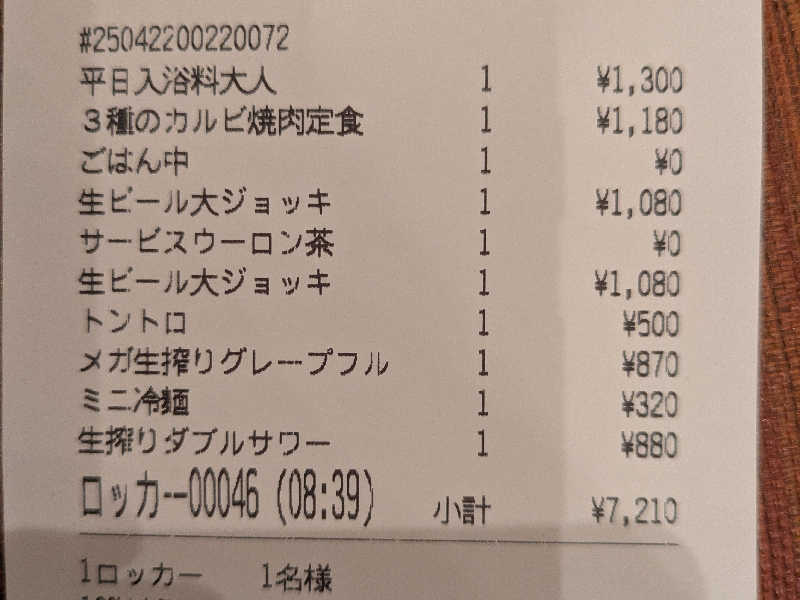 #25042200220072
平日入浴料大人 1 ¥1,300
3種のカルビ焼肉定食 1 ¥1,180
ごはん中 1 ¥0
生ビール大ジョッキ 1 ¥1,080
サービスウーロン茶 1 ¥0
生ビール大ジョッキ 1 ¥1,080
トントロ 1 ¥500
メガ生搾りグレープフル 1 ¥870
ミニ冷麺 1 ¥320
生搾りダブルサワー 1 ¥880
ロッカー-00046 (08:39) 小計 ¥7,210
1ロッカー 1名様